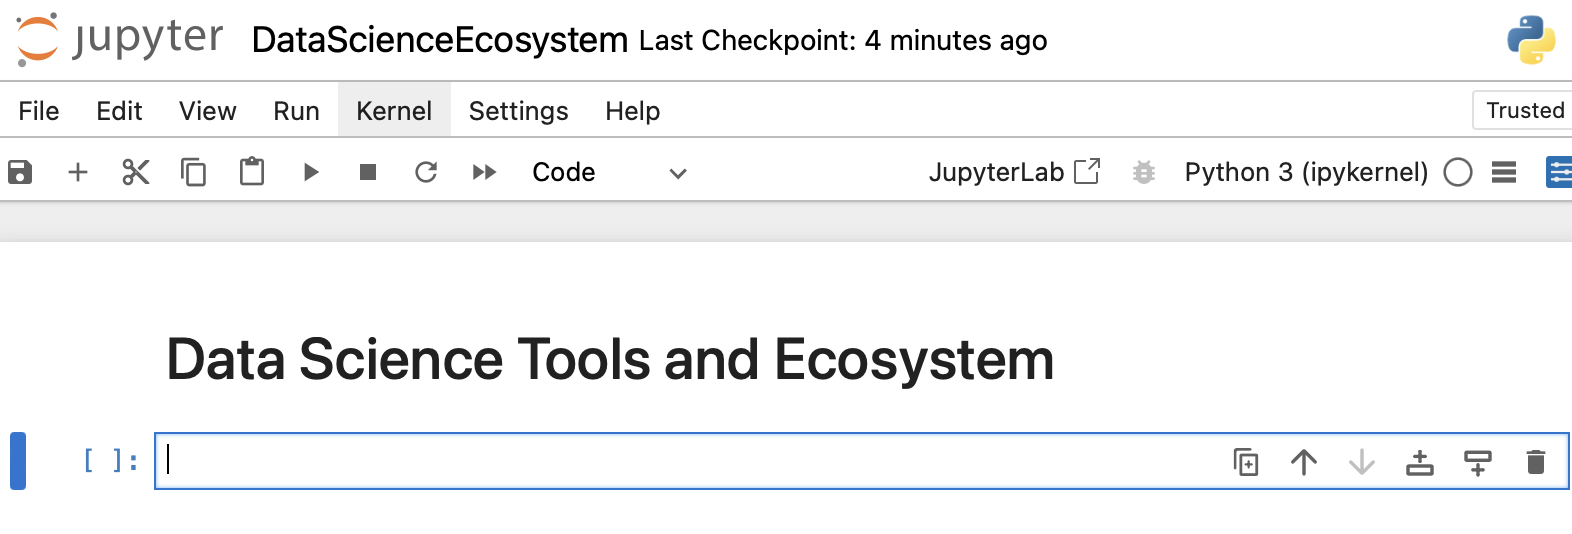 jupyter DataScienceEcosystem Last Checkpoint: 4 minutes ago
File Edit View Run Kernel Settings Help Trusted
Code JupyterLab Python 3 (ipykernel)
Data Science Tools and Ecosystem
[ ]: